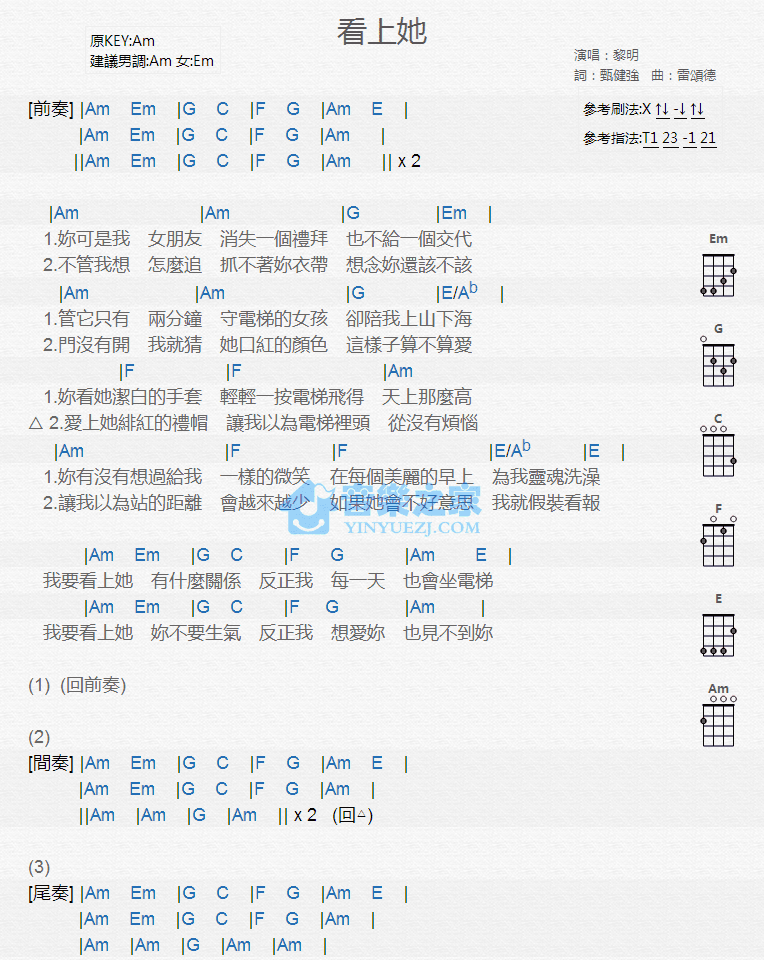 看上她
原KEY:Am
建議男調:Am 女:Em
演唱：黎明
詞：甄健強 曲：雷頌德
參考刷法:X ↑↓ -↓ ↑↓
參考指法:T1 23 -1 21
[前奏] |Am Em |G C |F G |Am E |
|Am Em |G C |F G |Am |
||Am Em |G C |F G |Am || x 2
|Am |Am |G |Em |
1.妳可是我 女朋友 消失一個禮拜 也不給一個交代
2.不管我想 怎麼追 抓不著妳衣帶 想念妳還該不該
|Am |Am |G |E/Ab |
1.管它只有 兩分鐘 守電梯的女孩 卻陪我上山下海
2.門沒有開 我就猜 她口紅的顏色 這樣子算不算愛
|F |F |Am
1.妳看她潔白的手套 輕輕一按電梯飛得 天上那麼高
△ 2.愛上她緋紅的禮帽 讓我以為電梯裡頭 從沒有煩惱
|Am |F |F |E/Ab |E |
1.妳有沒有想過給我 一樣的微笑 在每個美麗的早上 為我靈魂洗澡
2.讓我以為站的距離 會越來越少 如果她會不好意思 我就假裝看報
音樂之家
YINYUEZJ.COM
|Am Em |G C |F G |Am E |
我要看上她 有什麼關係 反正我 每一天 也會坐電梯
|Am Em |G C |F G |Am |
我要看上她 妳不要生氣 反正我 想愛妳 也見不到妳
(1) (回前奏)
(2)
[間奏] |Am Em |G C |F G |Am E |
|Am Em |G C |F G |Am |
||Am |Am |G |Am || x 2 (回△)
(3)
[尾奏] |Am Em |G C |F G |Am E |
|Am Em |G C |F G |Am |
|Am |Am |G |Am |Am |
Em
G
C
F
E
Am